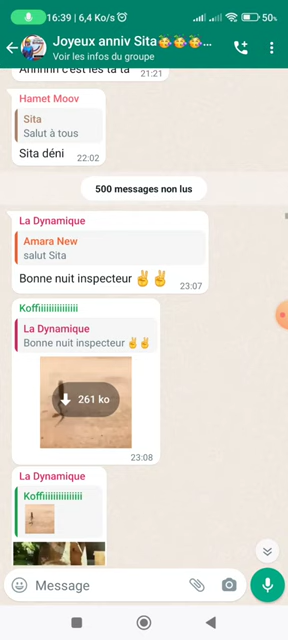 16:39 | 6,4 Ko/s
50%
Joyeux anniv Sita🥳🥳🥳...
Voir les infos du groupe
21:21
Hamet Moov
Sita
Salut à tous
Sita déni 22:02
500 messages non lus
La Dynamique
Amara New
salut Sita
Bonne nuit inspecteur ✌️✌️
23:07
Koffiiiiiiiiiiiiiii
La Dynamique
Bonne nuit inspecteur ✌️✌️
261 ko
23:08
La Dynamique
Koffiiiiiiiiiiiiiii
Message